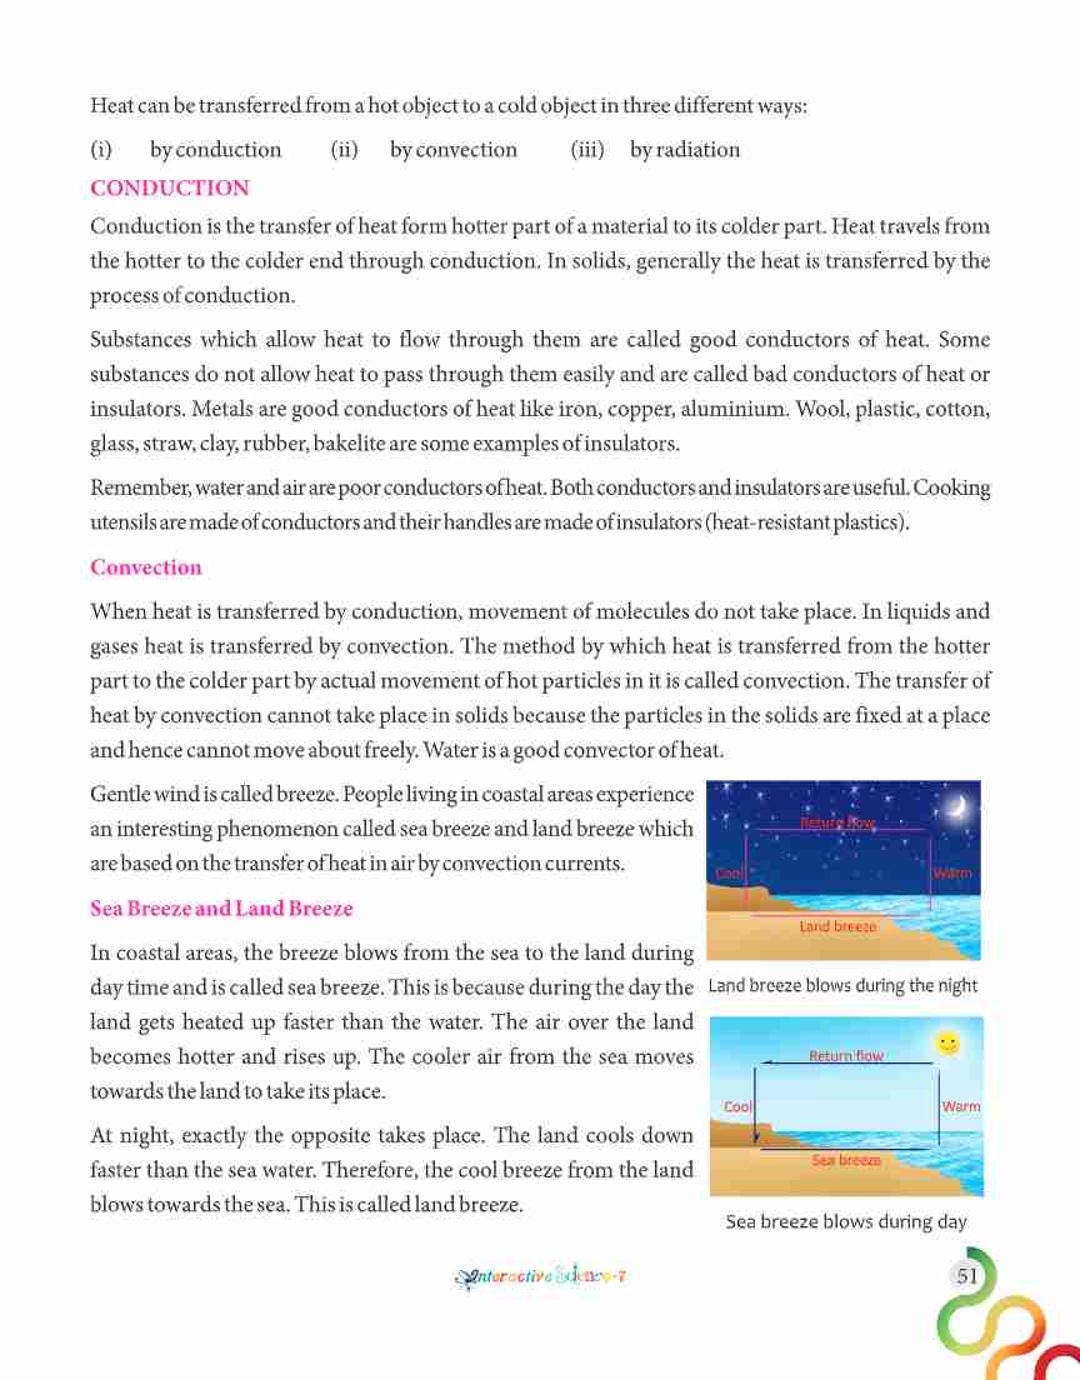 Heat can be transferred from a hot object to a cold object in three different ways:
(i) by conduction (ii) by convection (iii) by radiation
CONDUCTION
Conduction is the transfer of heat form hotter part of a material to its colder part. Heat travels from
the hotter to the colder end through conduction. In solids, generally the heat is transferred by the
process of conduction.
Substances which allow heat to flow through them are called good conductors of heat. Some
substances do not allow heat to pass through them easily and are called bad conductors of heat or
insulators. Metals are good conductors of heat like iron, copper, aluminium. Wool, plastic, cotton,
glass, straw, clay, rubber, bakelite are some examples of insulators.
Remember, water and air are poor conductors of heat. Both conductors and insulators are useful. Cooking
utensils are made of conductors and their handles are made of insulators (heat-resistant plastics).
Convection
When heat is transferred by conduction, movement of molecules do not take place. In liquids and
gases heat is transferred by convection. The method by which heat is transferred from the hotter
part to the colder part by actual movement of hot particles in it is called convection. The transfer of
heat by convection cannot take place in solids because the particles in the solids are fixed at a place
and hence cannot move about freely. Water is a good convector of heat.
Gentle wind is called breeze. People living in coastal areas experience
an interesting phenomenon called sea breeze and land breeze which
are based on the transfer of heat in air by convection currents.
Sea Breeze and Land Breeze
In coastal areas, the breeze blows from the sea to the land during
day time and is called sea breeze. This is because during the day the
land gets heated up faster than the water. The air over the land
becomes hotter and rises up. The cooler air from the sea moves
towards the land to take its place.
At night, exactly the opposite takes place. The land cools down
faster than the sea water. Therefore, the cool breeze from the land
blows towards the sea. This is called land breeze.
Return flow
Cool
Warm
Land breeze
Land breeze blows during the night
Return flow
Cool
Warm
Sea breeze
Sea breeze blows during day
Interactive Science-7
51